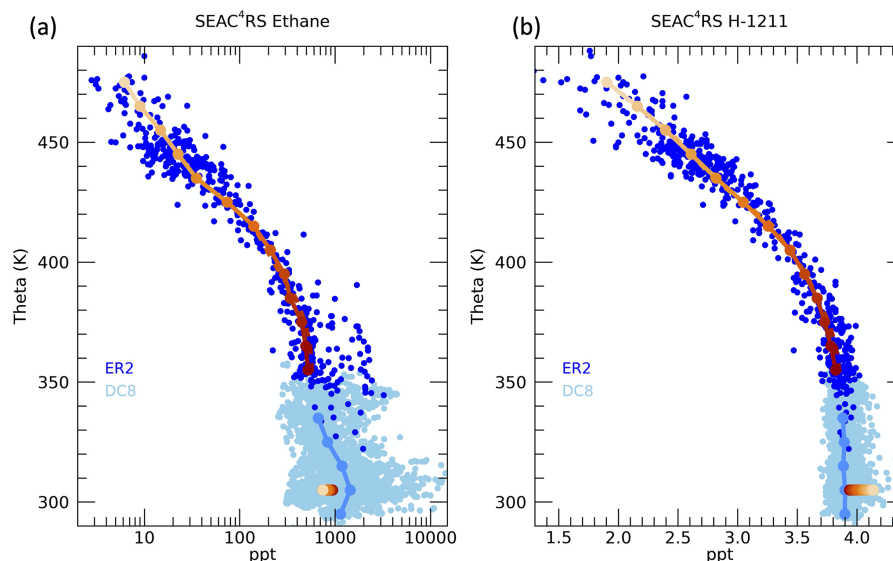 (a) SEAC⁴RS Ethane
450
400
350
300
Theta (K)
ER2
DC8
10 100 1000 10000
ppt
(b) SEAC⁴RS H-1211
450
400
350
300
Theta (K)
ER2
DC8
1.5 2.0 2.5 3.0 3.5 4.0
ppt